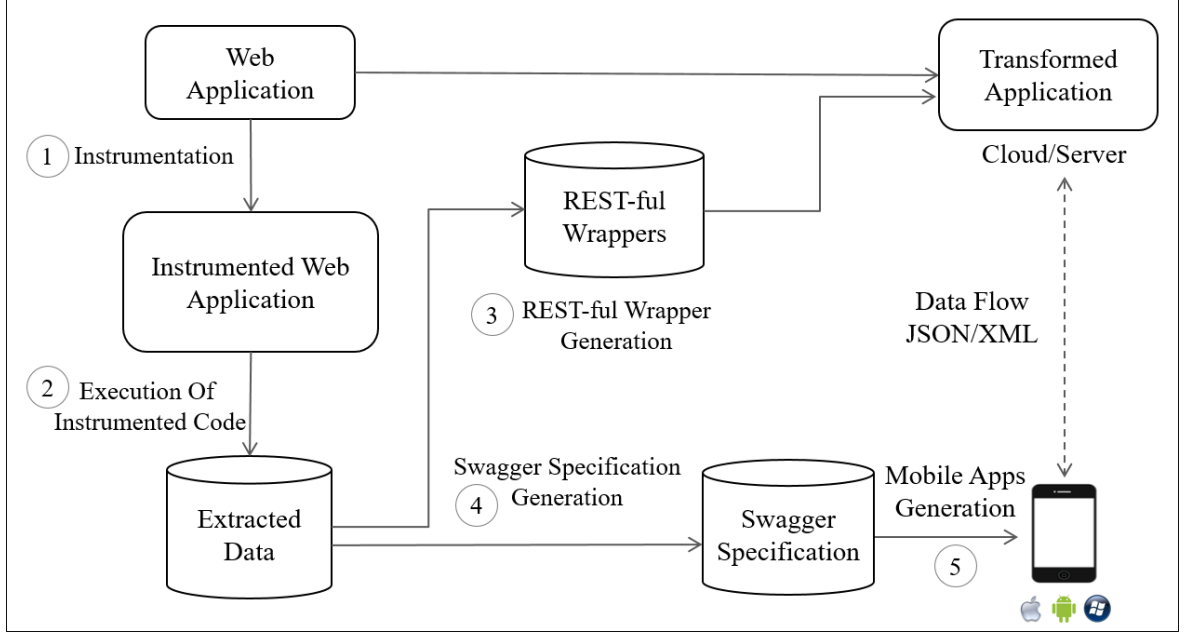 Web
Application
Transformed
Application
Cloud/Server
1 Instrumentation
REST-ful
Wrappers
Instrumented Web
Application
3 REST-ful Wrapper
Generation
Data Flow
JSON/XML
2 Execution Of
Instrumented Code
Swagger Specification
4 Generation
Mobile Apps
Generation
Extracted
Data
Swagger
Specification
5